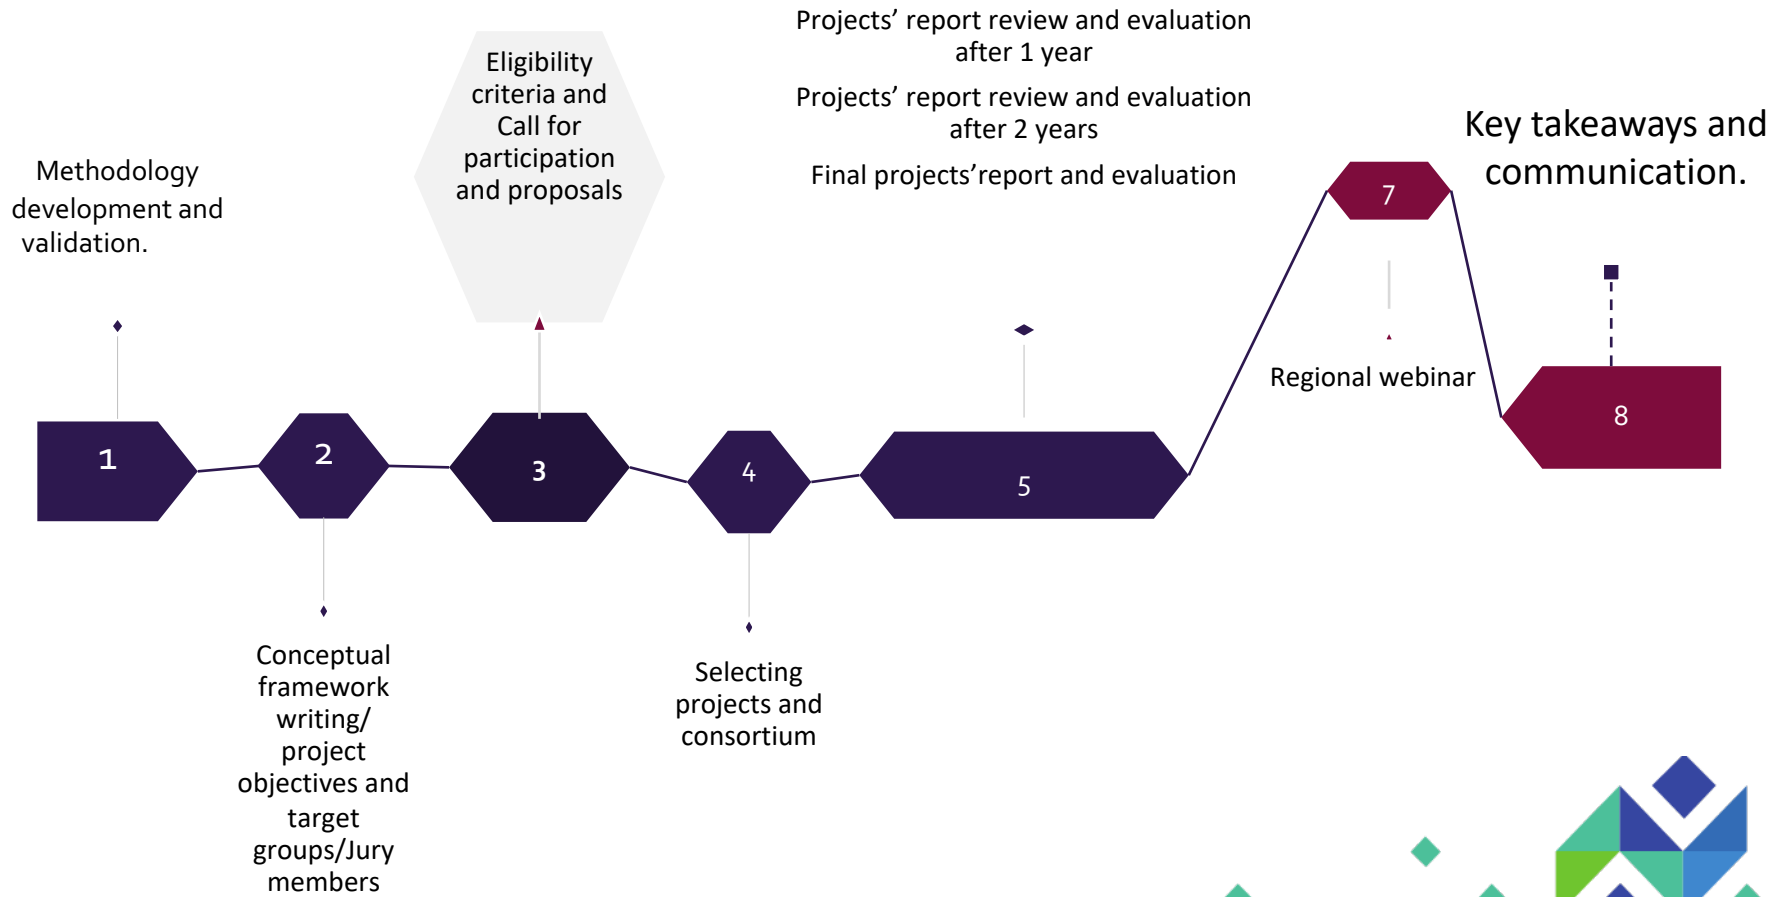 Methodology
development and
validation.
1
2
Conceptual
framework
writing/
project
objectives and
target
groups/Jury
members
Eligibility
criteria and
Call for
participation
and proposals
3
4
Selecting
projects and
consortium
Projects’ report review and evaluation
after 1 year
Projects’ report review and evaluation
after 2 years
Final projects’report and evaluation
5
7
Regional webinar
Key takeaways and
communication.
8